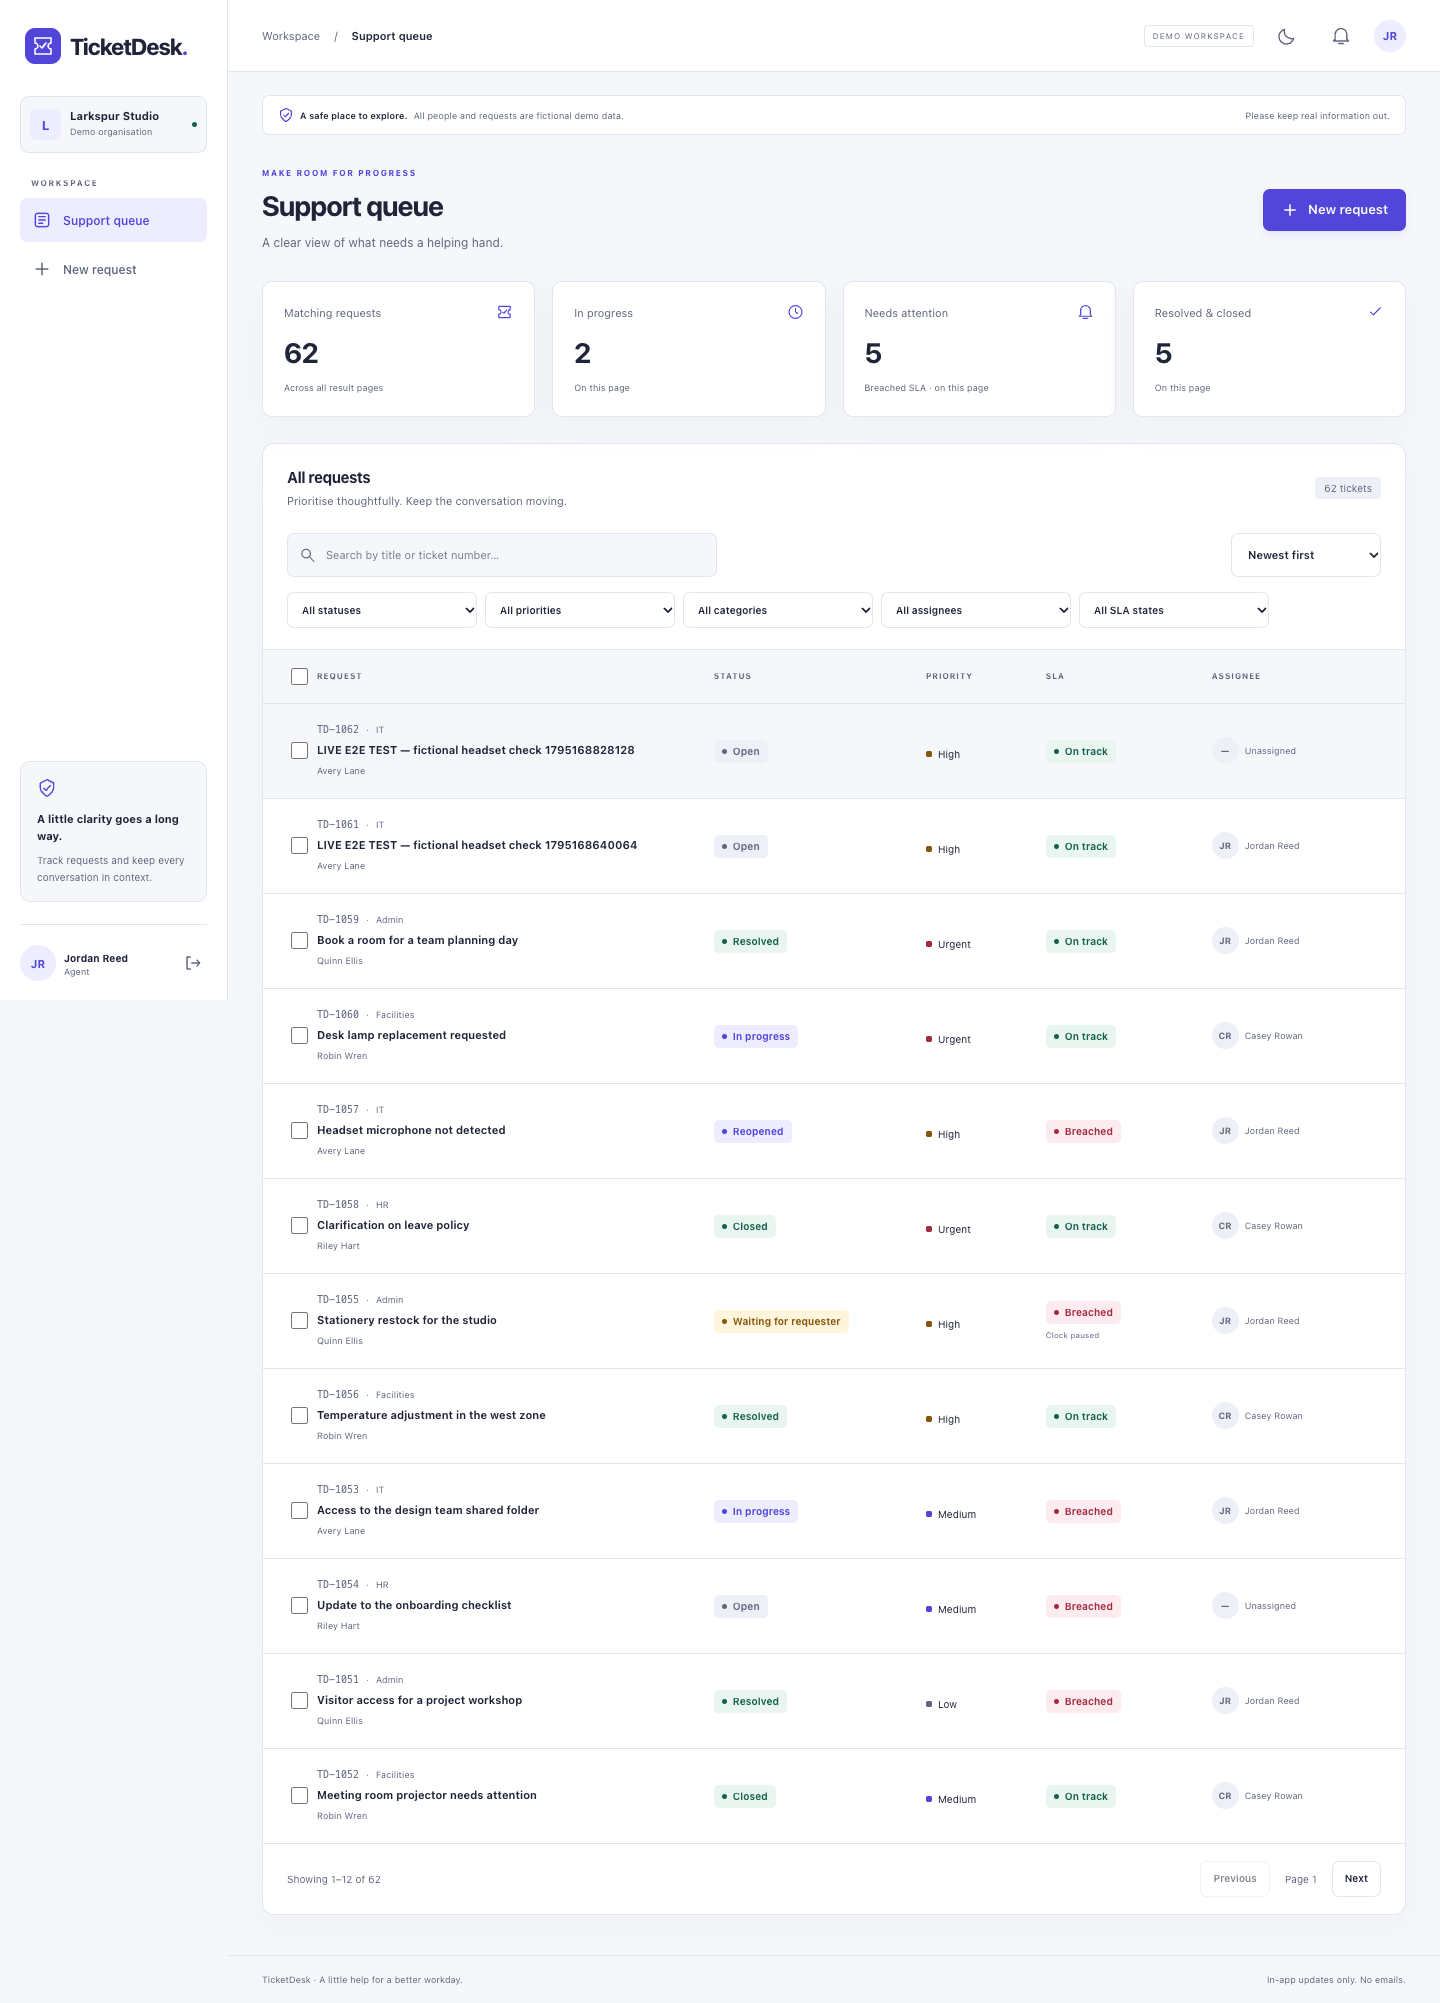 TicketDesk.
L
Larkspur Studio
Demo organisation
WORKSPACE
Support queue
New request
A little clarity goes a long
way.
Track requests and keep every
conversation in context.
JR
Jordan Reed
Agent
Workspace / Support queue
DEMO WORKSPACE
JR
A safe place to explore. All people and requests are fictional demo data.
Please keep real information out.
MAKE ROOM FOR PROGRESS
Support queue
A clear view of what needs a helping hand.
New request
Matching requests
62
Across all result pages
In progress
2
On this page
Needs attention
5
Breached SLA · on this page
Resolved & closed
5
On this page
All requests
Prioritise thoughtfully. Keep the conversation moving.
62 tickets
Search by title or ticket number...
Newest first
All statuses
All priorities
All categories
All assignees
All SLA states
REQUEST STATUS PRIORITY SLA ASSIGNEE
TD-1062 · IT
LIVE E2E TEST — fictional headset check 1795168828128
Avery Lane
Open
High
On track
— Unassigned
TD-1061 · IT
LIVE E2E TEST — fictional headset check 1795168640064
Avery Lane
Open
High
On track
JR Jordan Reed
TD-1059 · Admin
Book a room for a team planning day
Quinn Ellis
Resolved
Urgent
On track
JR Jordan Reed
TD-1060 · Facilities
Desk lamp replacement requested
Robin Wren
In progress
Urgent
On track
CR Casey Rowan
TD-1057 · IT
Headset microphone not detected
Avery Lane
Reopened
High
Breached
JR Jordan Reed
TD-1058 · HR
Clarification on leave policy
Riley Hart
Closed
Urgent
On track
CR Casey Rowan
TD-1055 · Admin
Stationery restock for the studio
Quinn Ellis
Waiting for requester
High
Breached
Clock paused
JR Jordan Reed
TD-1056 · Facilities
Temperature adjustment in the west zone
Robin Wren
Resolved
High
On track
CR Casey Rowan
TD-1053 · IT
Access to the design team shared folder
Avery Lane
In progress
Medium
Breached
JR Jordan Reed
TD-1054 · HR
Update to the onboarding checklist
Riley Hart
Open
Medium
Breached
— Unassigned
TD-1051 · Admin
Visitor access for a project workshop
Quinn Ellis
Resolved
Low
Breached
JR Jordan Reed
TD-1052 · Facilities
Meeting room projector needs attention
Robin Wren
Closed
Medium
On track
CR Casey Rowan
Showing 1–12 of 62
Previous
Page 1
Next
TicketDesk · A little help for a better workday.
In-app updates only. No emails.